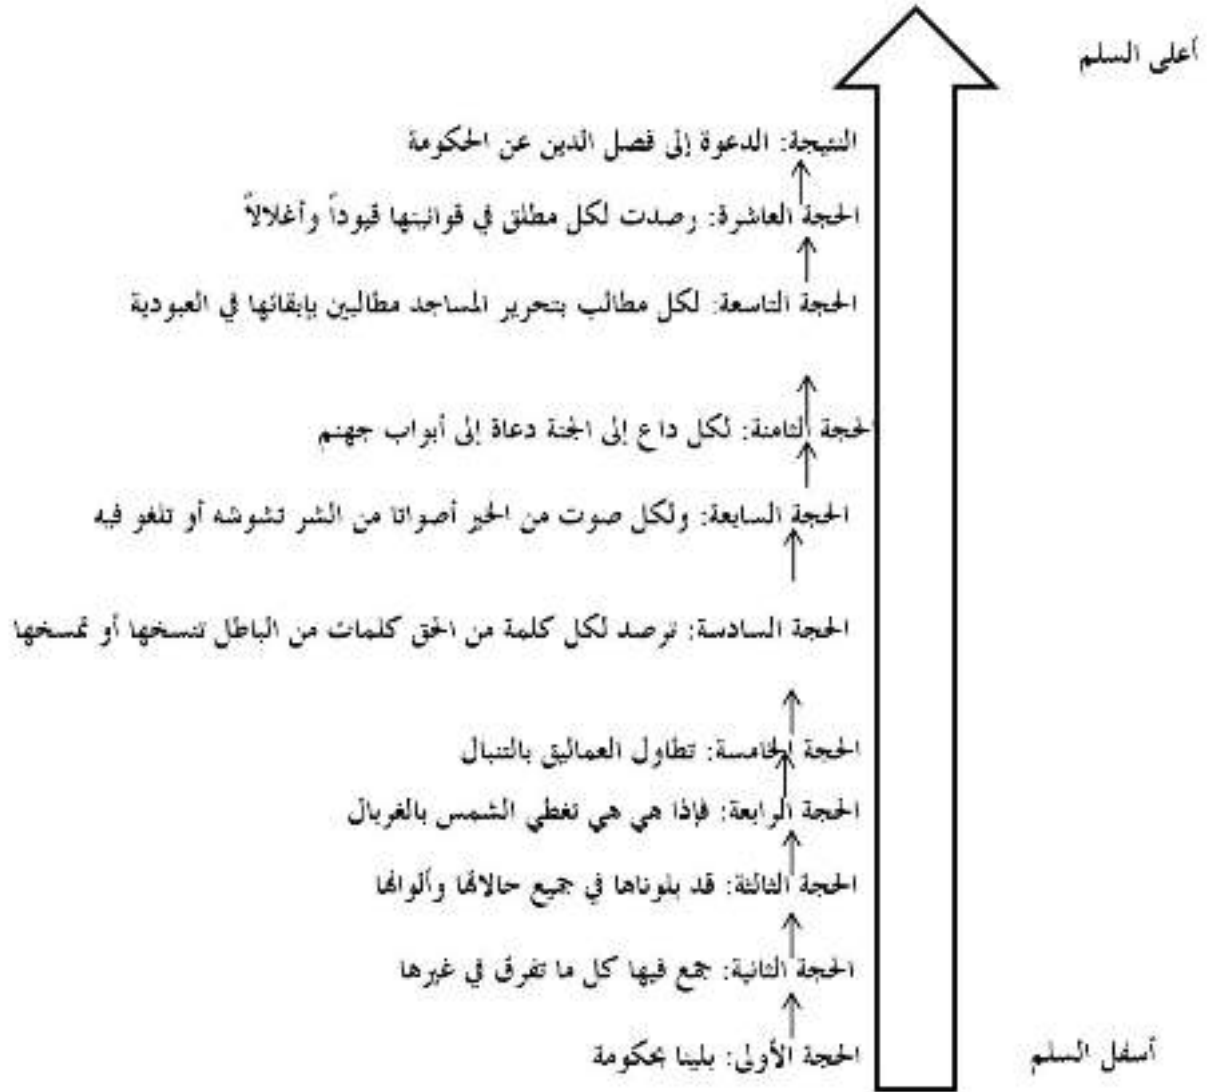 أعلى السلم
النتيجة: الدعوة إلى فصل الدين عن الحكومة
الحجة العاشرة: رصدت لكل مطلق في قوانينها قيوداً وأغلالاً
الحجة التاسعة: لكل مطالب بتحرير المساجد مطالبين بإبقائها في العبودية
الحجة الثامنة: لكل داع إلى الجنة دعاة إلى أبواب جهنم
الحجة السابعة: ولكل صوت من الخير أصواتا من الشر تشوشه أو تلغو فيه
الحجة السادسة: ترصد لكل كلمة من الحق كلمات من الباطل تنسخها أو تمسخها
الحجة الخامسة: تطاول العماليق بالتنبال
الحجة الرابعة: فإذا هي هي تغطي الشمس بالغربال
الحجة الثالثة: قد بلوناها في جميع حالاتها وألوانها
الحجة الثانية: جمع فيها كل ما تفرق في غيرها
الحجة الأولى: بلينا بحكومة
أسفل السلم